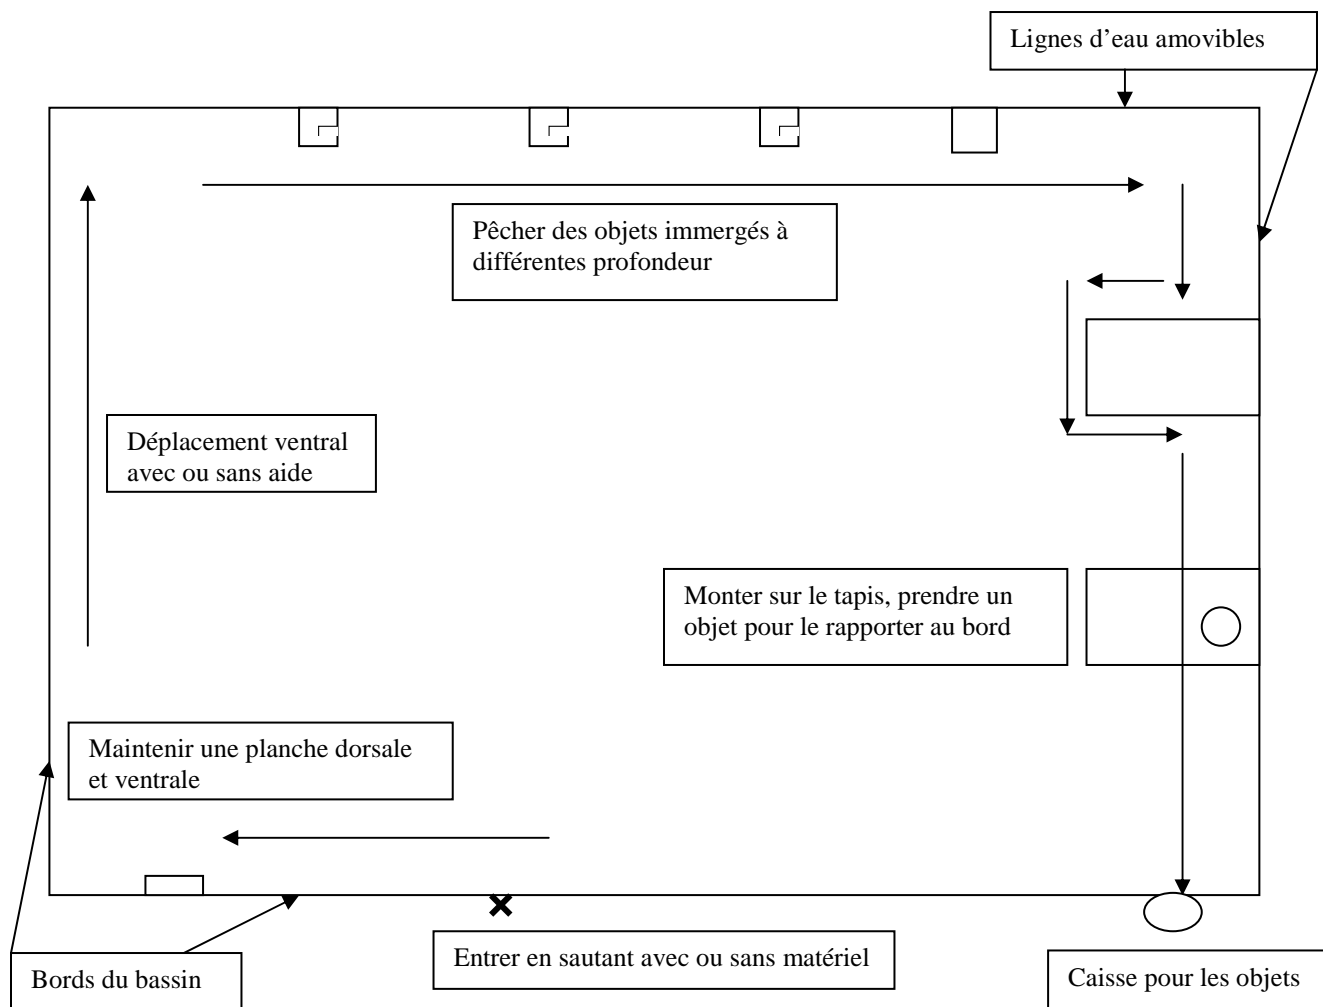 Lignes d’eau amovibles
Pêcher des objets immergés à
différentes profondeur
Déplacement ventral
avec ou sans aide
Monter sur le tapis, prendre un
objet pour le rapporter au bord
Maintenir une planche dorsale
et ventrale
Entrer en sautant avec ou sans matériel
Bords du bassin
Caisse pour les objets